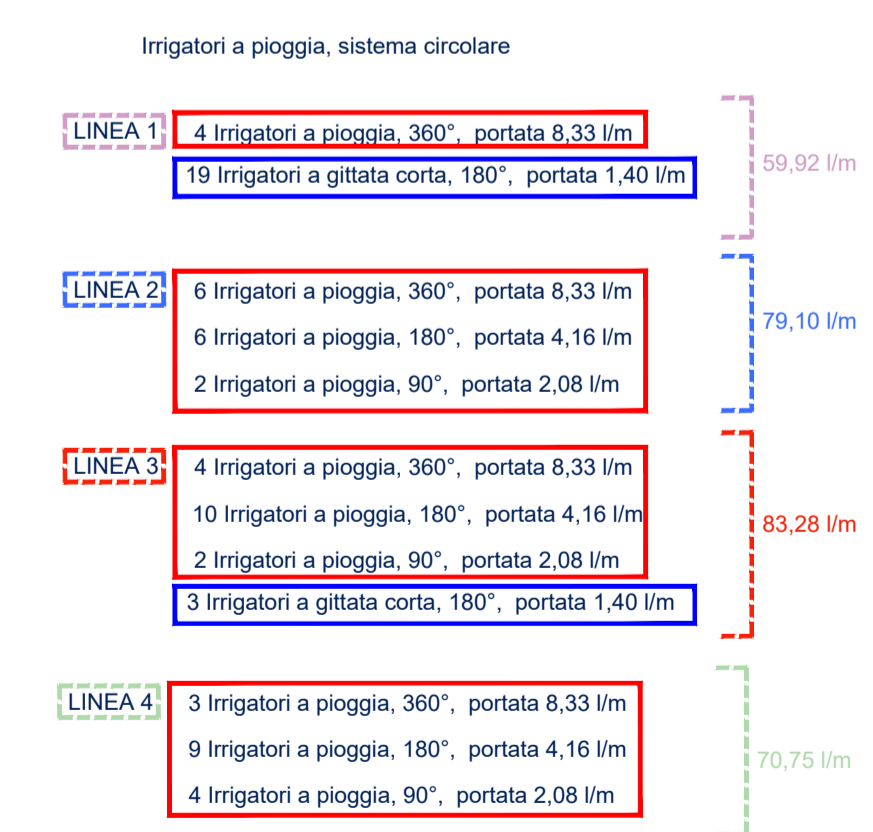 Irrigatori a pioggia, sistema circolare
LINEA 1
4 Irrigatori a pioggia, 360°, portata 8,33 l/m
19 Irrigatori a gittata corta, 180°, portata 1,40 l/m
59,92 l/m
LINEA 2
6 Irrigatori a pioggia, 360°, portata 8,33 l/m
6 Irrigatori a pioggia, 180°, portata 4,16 l/m
2 Irrigatori a pioggia, 90°, portata 2,08 l/m
79,10 l/m
LINEA 3
4 Irrigatori a pioggia, 360°, portata 8,33 l/m
10 Irrigatori a pioggia, 180°, portata 4,16 l/m
2 Irrigatori a pioggia, 90°, portata 2,08 l/m
3 Irrigatori a gittata corta, 180°, portata 1,40 l/m
83,28 l/m
LINEA 4
3 Irrigatori a pioggia, 360°, portata 8,33 l/m
9 Irrigatori a pioggia, 180°, portata 4,16 l/m
4 Irrigatori a pioggia, 90°, portata 2,08 l/m
70,75 l/m